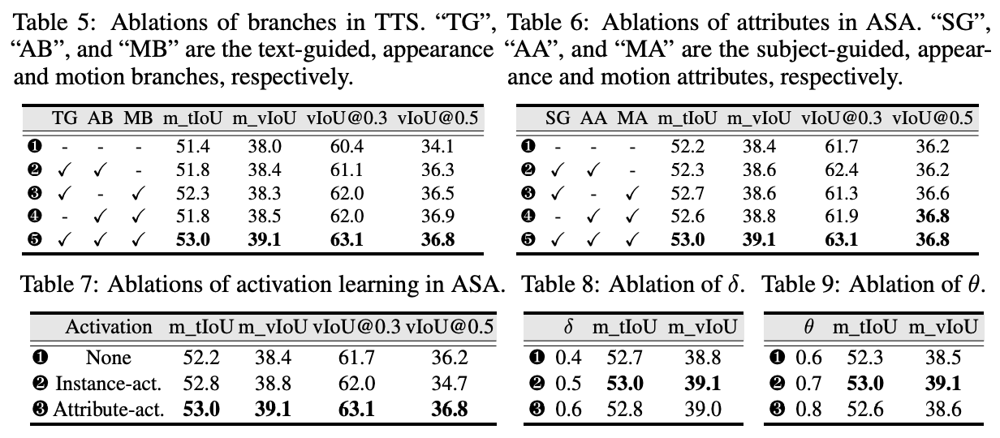 Table 5: Ablations of branches in TTS. “TG”,
“AB”, and “MB” are the text-guided, appearance
and motion branches, respectively.
TG AB MB m_tIoU m_vIoU vIoU@0.3 vIoU@0.5
❶ - - - 51.4 38.0 60.4 34.1
❷ ✓ ✓ - 51.8 38.4 61.1 36.3
❸ ✓ - ✓ 52.3 38.3 62.0 36.5
❹ - ✓ ✓ 51.8 38.5 62.0 36.9
❺ ✓ ✓ ✓ 53.0 39.1 63.1 36.8
Table 6: Ablations of attributes in ASA. “SG”,
“AA”, and “MA” are the subject-guided, appear-
ance and motion attributes, respectively.
SG AA MA m_tIoU m_vIoU vIoU@0.3 vIoU@0.5
❶ - - - 52.2 38.4 61.7 36.2
❷ ✓ ✓ - 52.3 38.6 62.4 36.2
❸ ✓ - ✓ 52.7 38.6 61.3 36.6
❹ - ✓ ✓ 52.6 38.8 61.9 36.8
❺ ✓ ✓ ✓ 53.0 39.1 63.1 36.8
Table 7: Ablations of activation learning in ASA.
Activation m_tIoU m_vIoU vIoU@0.3 vIoU@0.5
❶ None 52.2 38.4 61.7 36.2
❷ Instance-act. 52.8 38.8 62.0 34.7
❸ Attribute-act. 53.0 39.1 63.1 36.8
Table 8: Ablation of δ.
δ m_tIoU m_vIoU
❶ 0.4 52.7 38.8
❷ 0.5 53.0 39.1
❸ 0.6 52.8 39.0
Table 9: Ablation of θ.
θ m_tIoU m_vIoU
❶ 0.6 52.3 38.5
❷ 0.7 53.0 39.1
❸ 0.8 52.6 38.6